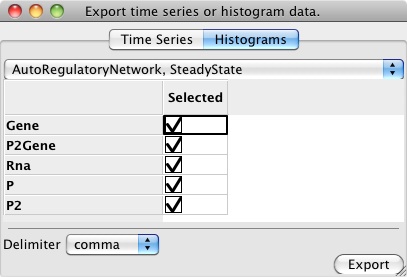 Export time series or histogram data.
Time Series Histograms
AutoRegulatoryNetwork, SteadyState
Selected
Gene
P2Gene
Rna
P
P2
Delimiter comma
Export